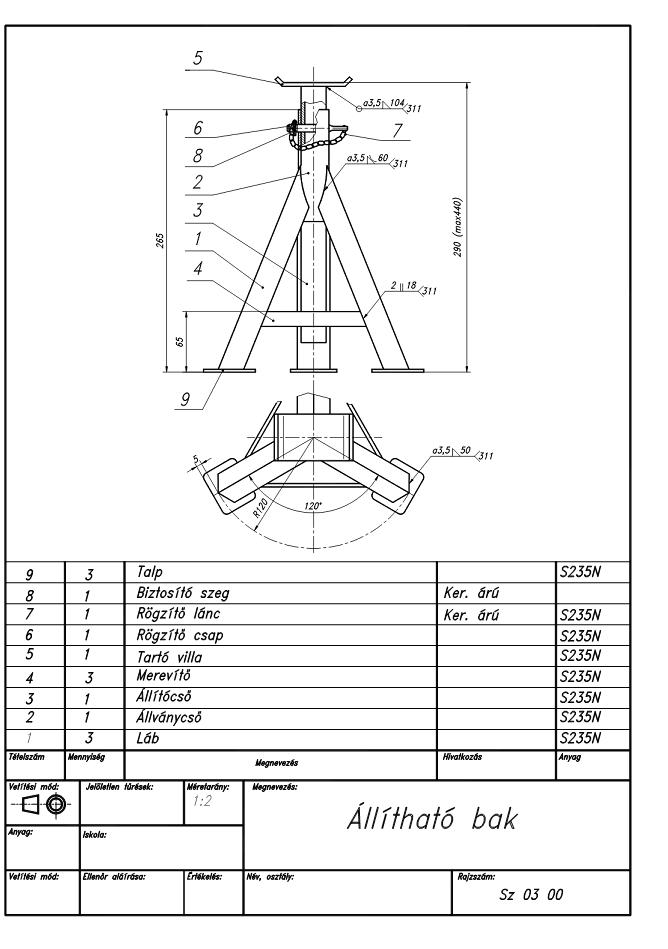 5
a3,5 104 311
6
7
8
a3,5 60 311
2
3
265
290 (max440)
1
4
2 18 311
65
9
a3,5 50 311
5
R120
120°
9 3 Talp S235N
8 1 Biztosító szeg Ker. árú
7 1 Rögzítő lánc Ker. árú S235N
6 1 Rögzítő csap S235N
5 1 Tartó villa S235N
4 3 Merevítő S235N
3 1 Állítócső S235N
2 1 Állványcső S235N
1 3 Láb S235N
Tételszám Mennyiség Megnevezés Hivatkozás Anyag
Vetítési mód: Jelöletlen tűrések: Méretarány: Megnevezés:
1:2
Állítható bak
Anyag: Iskola:
Vetítési mód: Ellenőr aláírása: Értékelés: Név, osztály: Rajzszám:
Sz 03 00